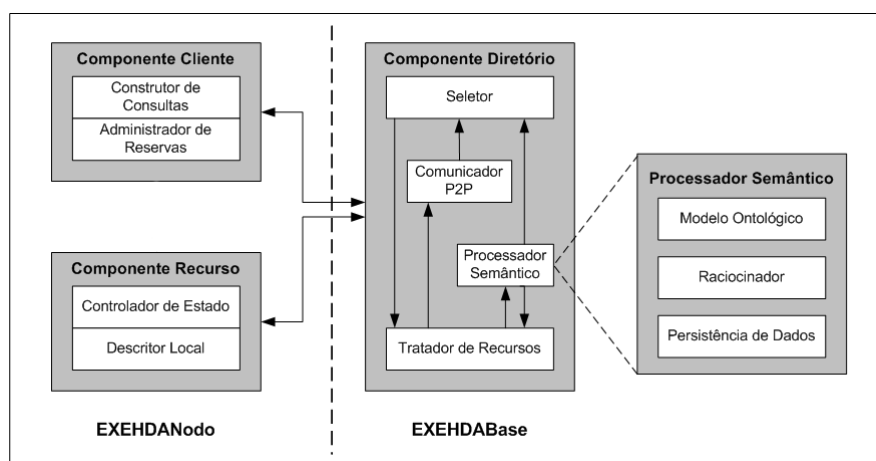 Componente Cliente
Construtor de
Consultas
Administrador de
Reservas
Componente Recurso
Controlador de Estado
Descritor Local
EXEHDANodo
Componente Diretório
Seletor
Comunicador
P2P
Processador
Semântico
Tratador de Recursos
EXEHDABase
Processador Semântico
Modelo Ontológico
Raciocinador
Persistência de Dados